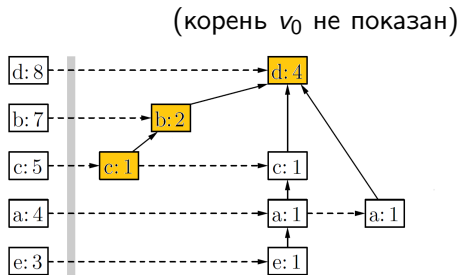 (корень v₀ не показан)
d: 8 d: 4
b: 7 b: 2
c: 5 c: 1 c: 1
a: 4 a: 1 a: 1
e: 3 e: 1